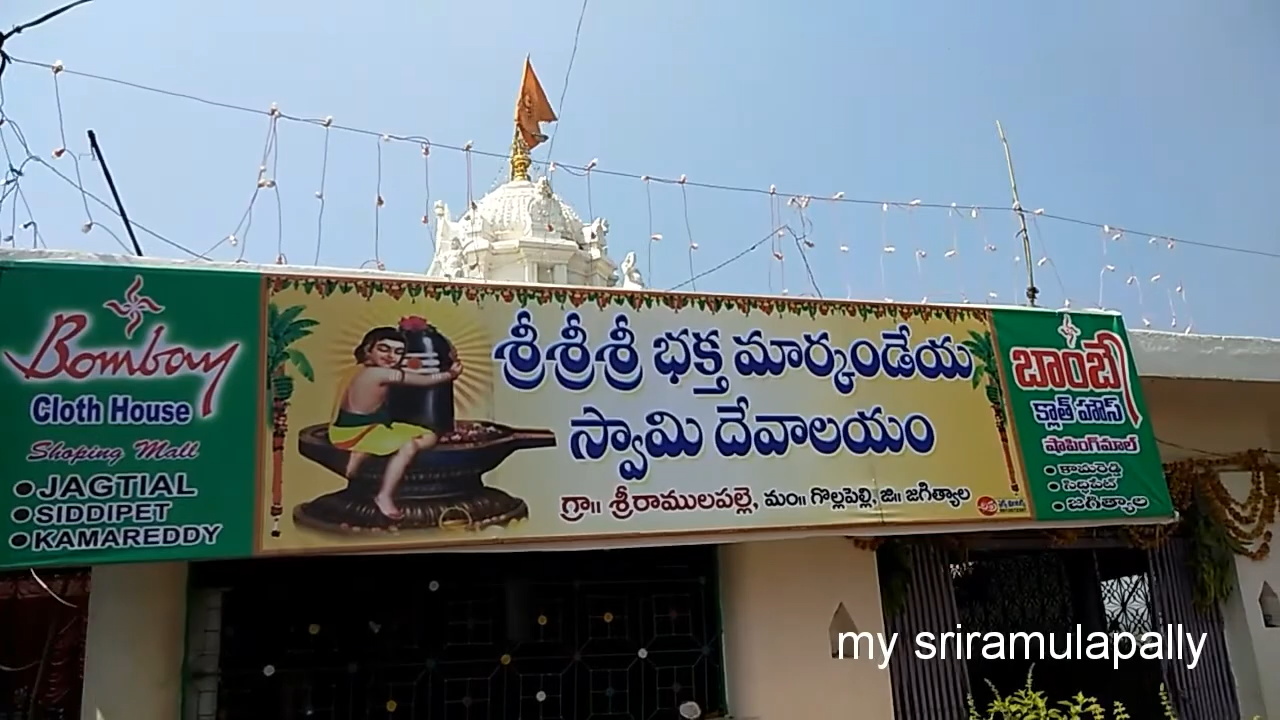 Bombay
Cloth House
Shoping Mall
● JAGTIAL
● SIDDIPET
● KAMAREDDY
శ్రీశ్రీశ్రీ భక్త మార్కండేయ
స్వామి దేవాలయం
గ్రా॥ శ్రీరాములపల్లె, మం॥ గొల్లపెల్లి, జి॥ జగిత్యాల
బాంబే
క్లాత్ హౌస్
షాపింగ్‌మాల్
● కామారెడ్డి
● సిద్దిపేట
● జగిత్యాల
my sriramulapally